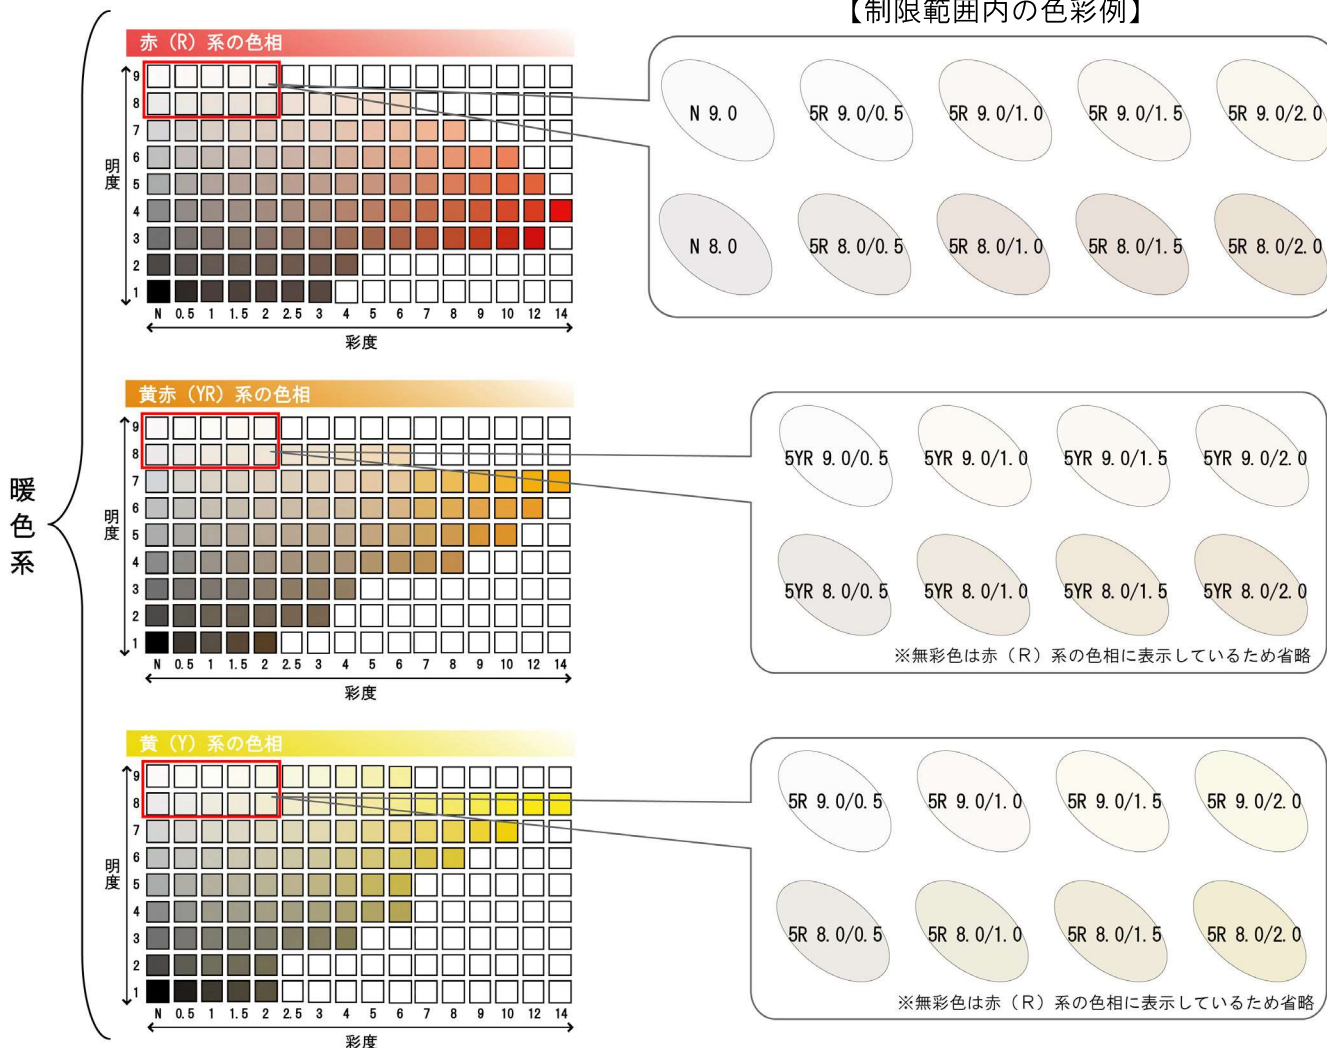 【制限範囲内の色彩例】
暖色系
赤（R）系の色相
明度
9
8
7
6
5
4
3
2
1
N 0.5 1 1.5 2 2.5 3 4 5 6 7 8 9 10 12 14
彩度
N 9.0 5R 9.0/0.5 5R 9.0/1.0 5R 9.0/1.5 5R 9.0/2.0
N 8.0 5R 8.0/0.5 5R 8.0/1.0 5R 8.0/1.5 5R 8.0/2.0
黄赤（YR）系の色相
明度
9
8
7
6
5
4
3
2
1
N 0.5 1 1.5 2 2.5 3 4 5 6 7 8 9 10 12 14
彩度
5YR 9.0/0.5 5YR 9.0/1.0 5YR 9.0/1.5 5YR 9.0/2.0
5YR 8.0/0.5 5YR 8.0/1.0 5YR 8.0/1.5 5YR 8.0/2.0
※無彩色は赤（R）系の色相に表示しているため省略
黄（Y）系の色相
明度
9
8
7
6
5
4
3
2
1
N 0.5 1 1.5 2 2.5 3 4 5 6 7 8 9 10 12 14
彩度
5R 9.0/0.5 5R 9.0/1.0 5R 9.0/1.5 5R 9.0/2.0
5R 8.0/0.5 5R 8.0/1.0 5R 8.0/1.5 5R 8.0/2.0
※無彩色は赤（R）系の色相に表示しているため省略